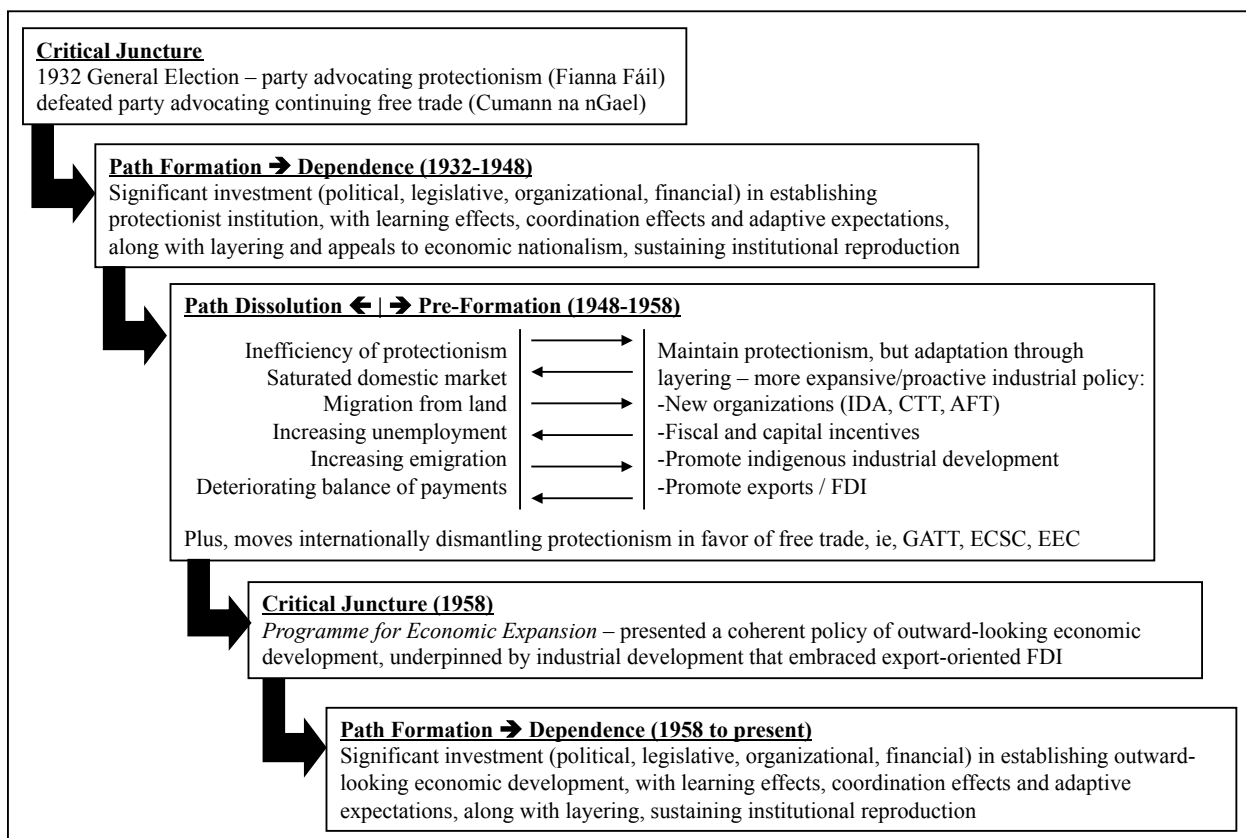 Critical Juncture
1932 General Election – party advocating protectionism (Fianna Fáil)
defeated party advocating continuing free trade (Cumann na nGael)
Path Formation ➔ Dependence (1932-1948)
Significant investment (political, legislative, organizational, financial) in establishing
protectionist institution, with learning effects, coordination effects and adaptive expectations,
along with layering and appeals to economic nationalism, sustaining institutional reproduction
Path Dissolution 🡸 | ➔ Pre-Formation (1948-1958)
Inefficiency of protectionism
Saturated domestic market
Migration from land
Increasing unemployment
Increasing emigration
Deteriorating balance of payments
Maintain protectionism, but adaptation through
layering – more expansive/proactive industrial policy:
-New organizations (IDA, CTT, AFT)
-Fiscal and capital incentives
-Promote indigenous industrial development
-Promote exports / FDI
Plus, moves internationally dismantling protectionism in favor of free trade, ie, GATT, ECSC, EEC
Critical Juncture (1958)
Programme for Economic Expansion – presented a coherent policy of outward-looking economic
development, underpinned by industrial development that embraced export-oriented FDI
Path Formation ➔ Dependence (1958 to present)
Significant investment (political, legislative, organizational, financial) in establishing outward-
looking economic development, with learning effects, coordination effects and adaptive
expectations, along with layering, sustaining institutional reproduction